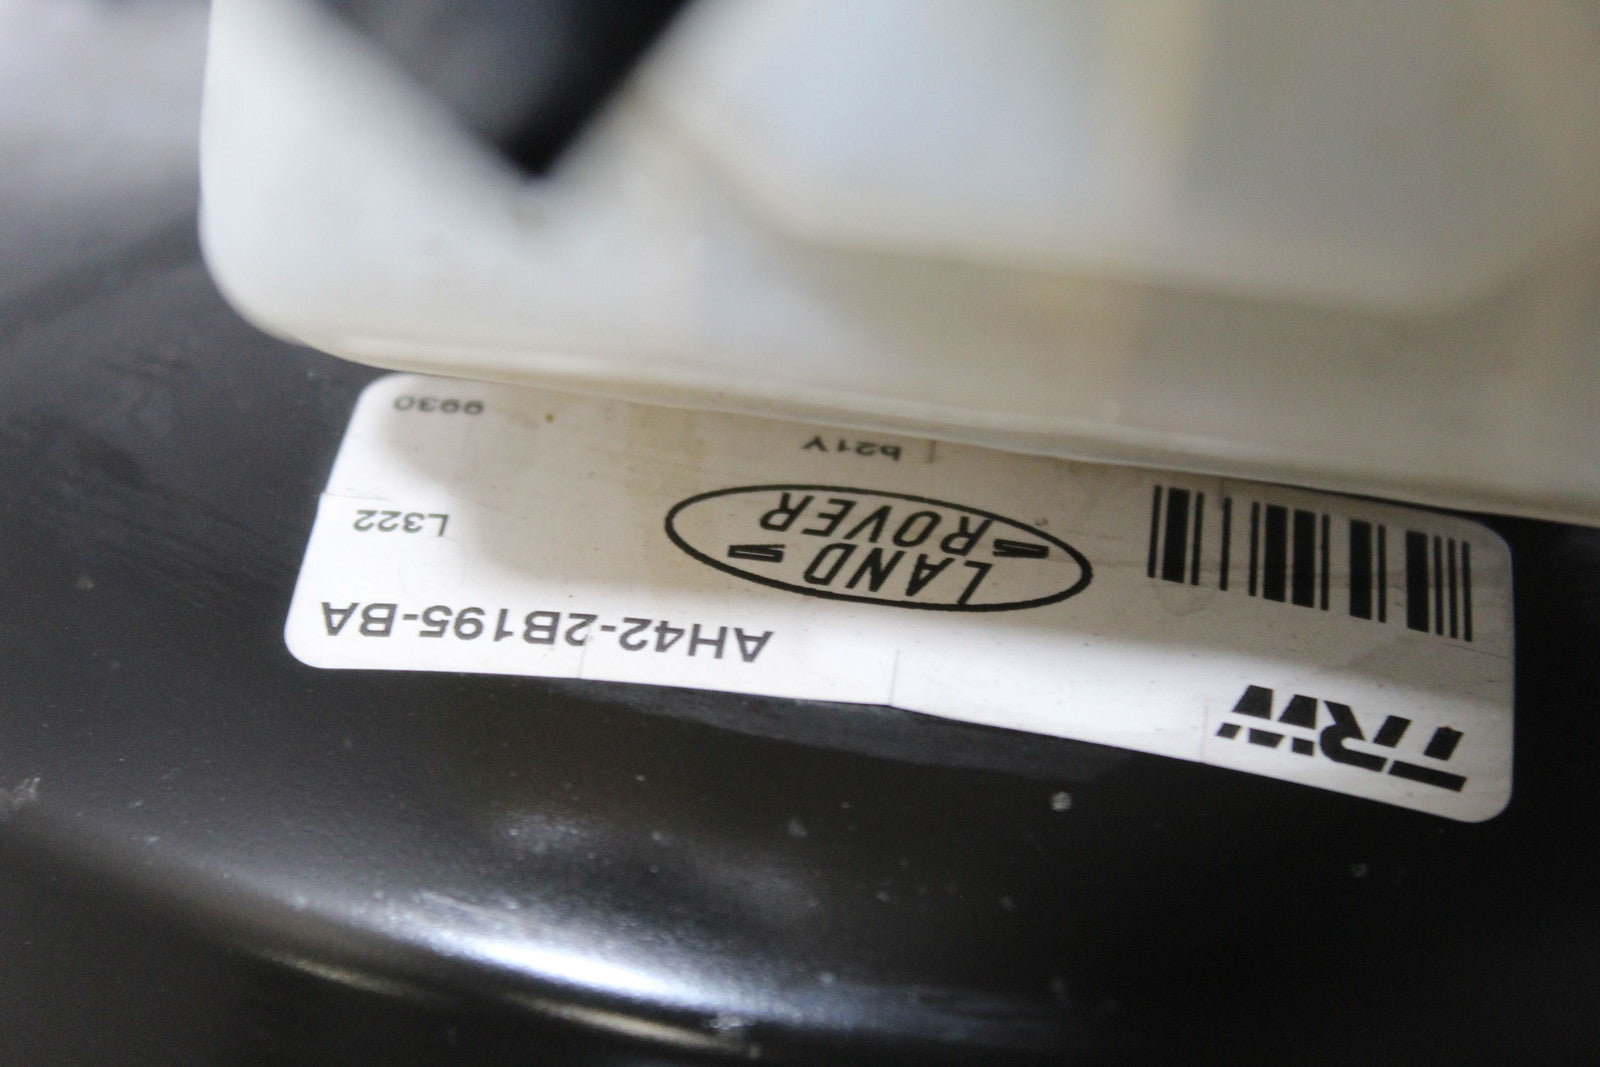 TRW
AH42-2B195-BA
LAND
ROVER
L322
b21Y
9930